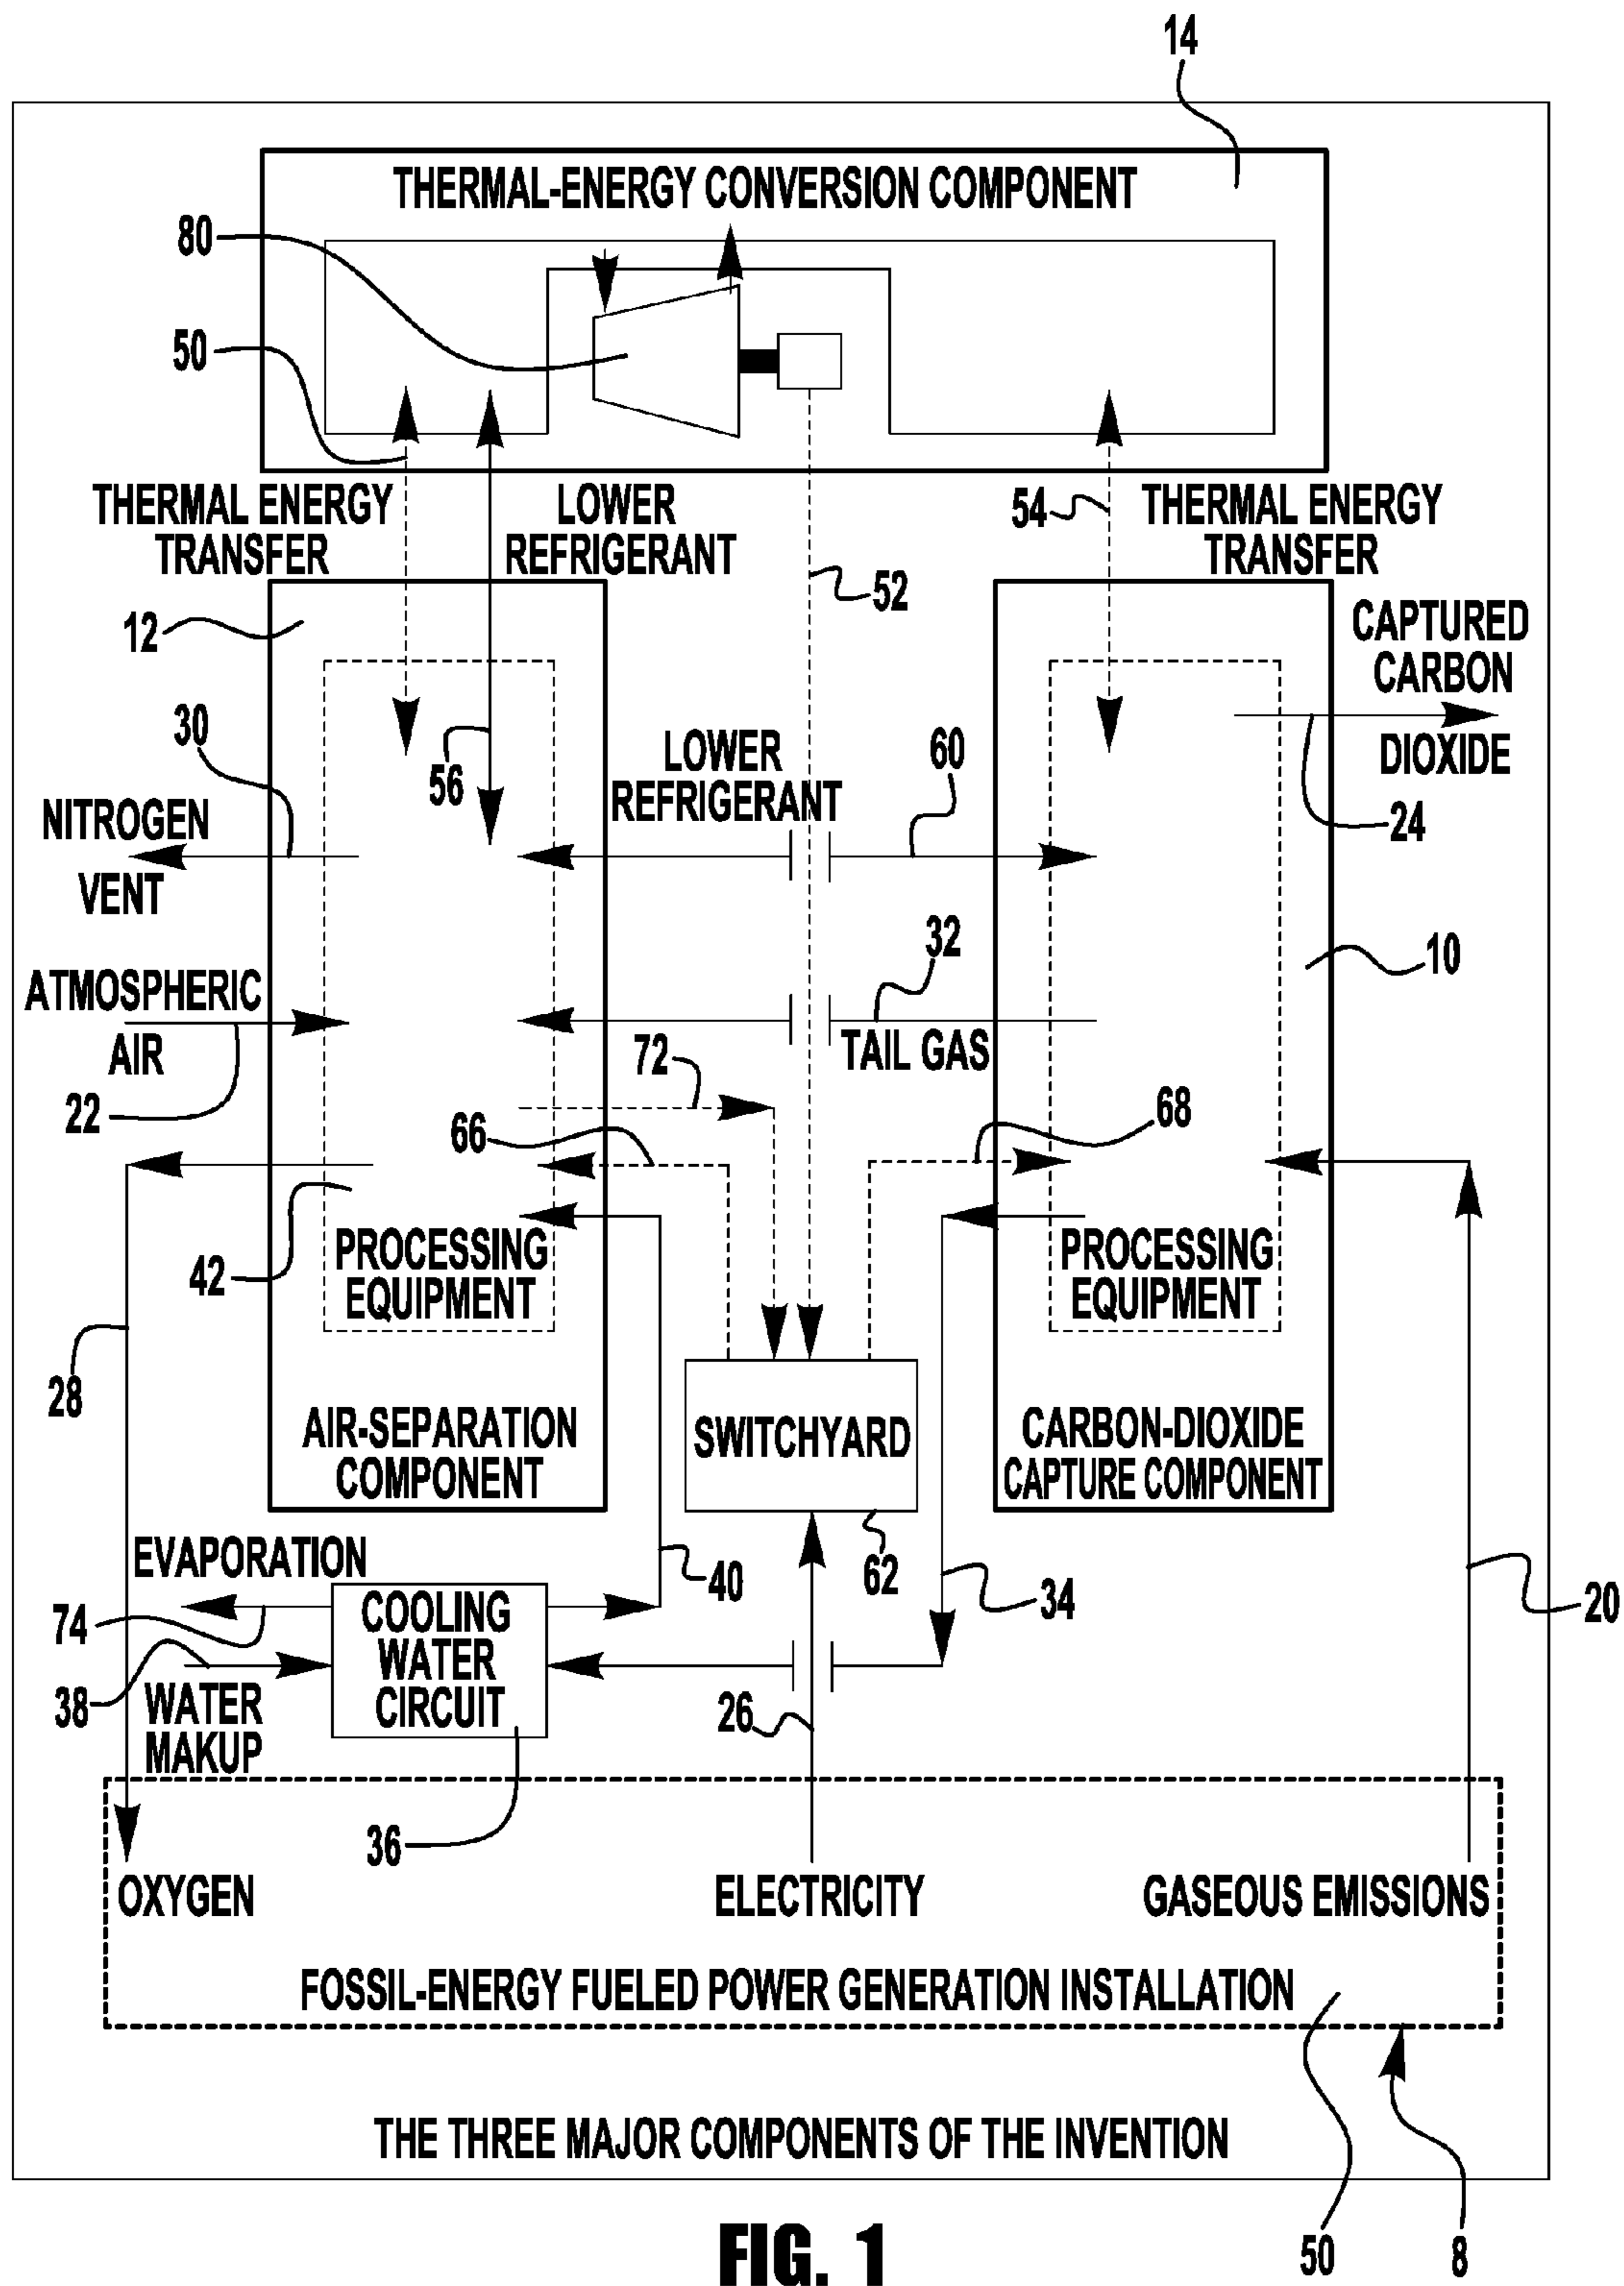 14
THERMAL-ENERGY CONVERSION COMPONENT
80
50
THERMAL ENERGY
TRANSFER
LOWER
REFRIGERANT
54
THERMAL ENERGY
TRANSFER
52
12
CAPTURED
CARBON
DIOXIDE
30
56
LOWER
REFRIGERANT
60
24
NITROGEN
VENT
32
10
ATMOSPHERIC
AIR
TAIL GAS
72
22
66
68
42
PROCESSING
EQUIPMENT
PROCESSING
EQUIPMENT
28
AIR-SEPARATION
COMPONENT
SWITCHYARD
CARBON-DIOXIDE
CAPTURE COMPONENT
EVAPORATION
40
62
34
20
74
COOLING
WATER
CIRCUIT
38
WATER
MAKUP
26
36
OXYGEN
ELECTRICITY
GASEOUS EMISSIONS
FOSSIL-ENERGY FUELED POWER GENERATION INSTALLATION
THE THREE MAJOR COMPONENTS OF THE INVENTION
50
8
FIG. 1